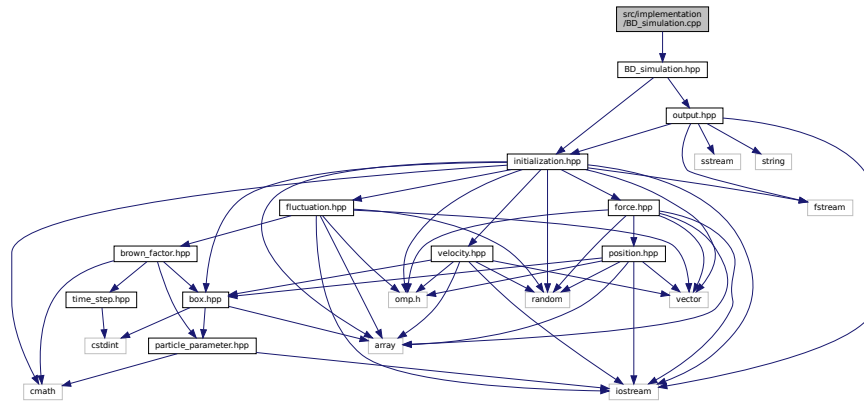 src/implementation
/BD_simulation.cpp
BD_simulation.hpp
output.hpp
initialization.hpp
sstream
string
fluctuation.hpp
force.hpp
fstream
brown_factor.hpp
velocity.hpp
position.hpp
time_step.hpp
box.hpp
omp.h
random
vector
cstdint
particle_parameter.hpp
array
cmath
iostream